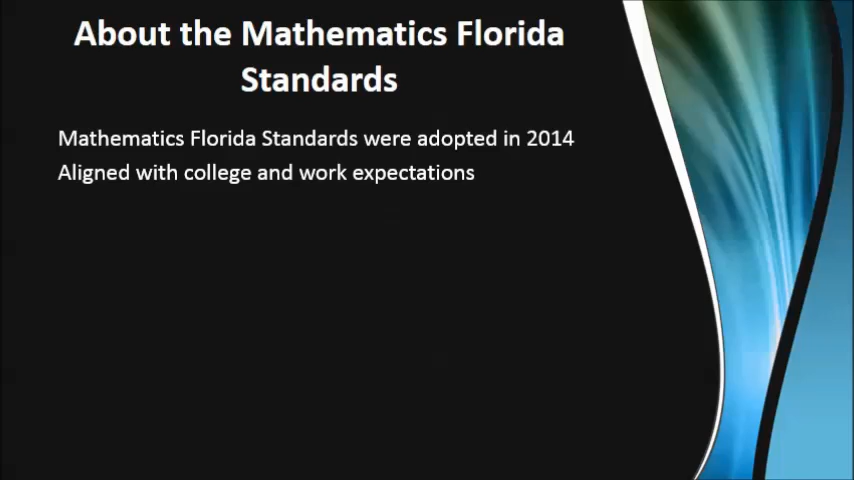 About the Mathematics Florida
Standards
Mathematics Florida Standards were adopted in 2014
Aligned with college and work expectations